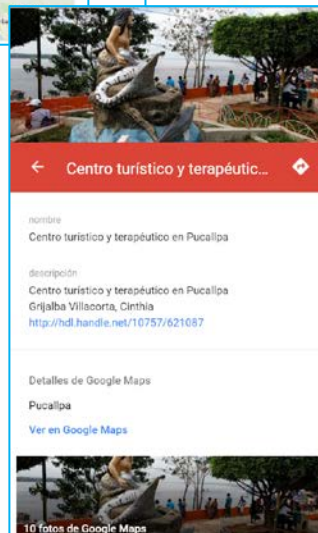 Centro turístico y terapéutic...
nombre
Centro turístico y terapéutico en Pucallpa
descripción
Centro turístico y terapéutico en Pucallpa
Grijalba Villacorta, Cinthia
http://hdl.handle.net/10757/621087
Detalles de Google Maps
Pucallpa
Ver en Google Maps
10 fotos de Google Maps